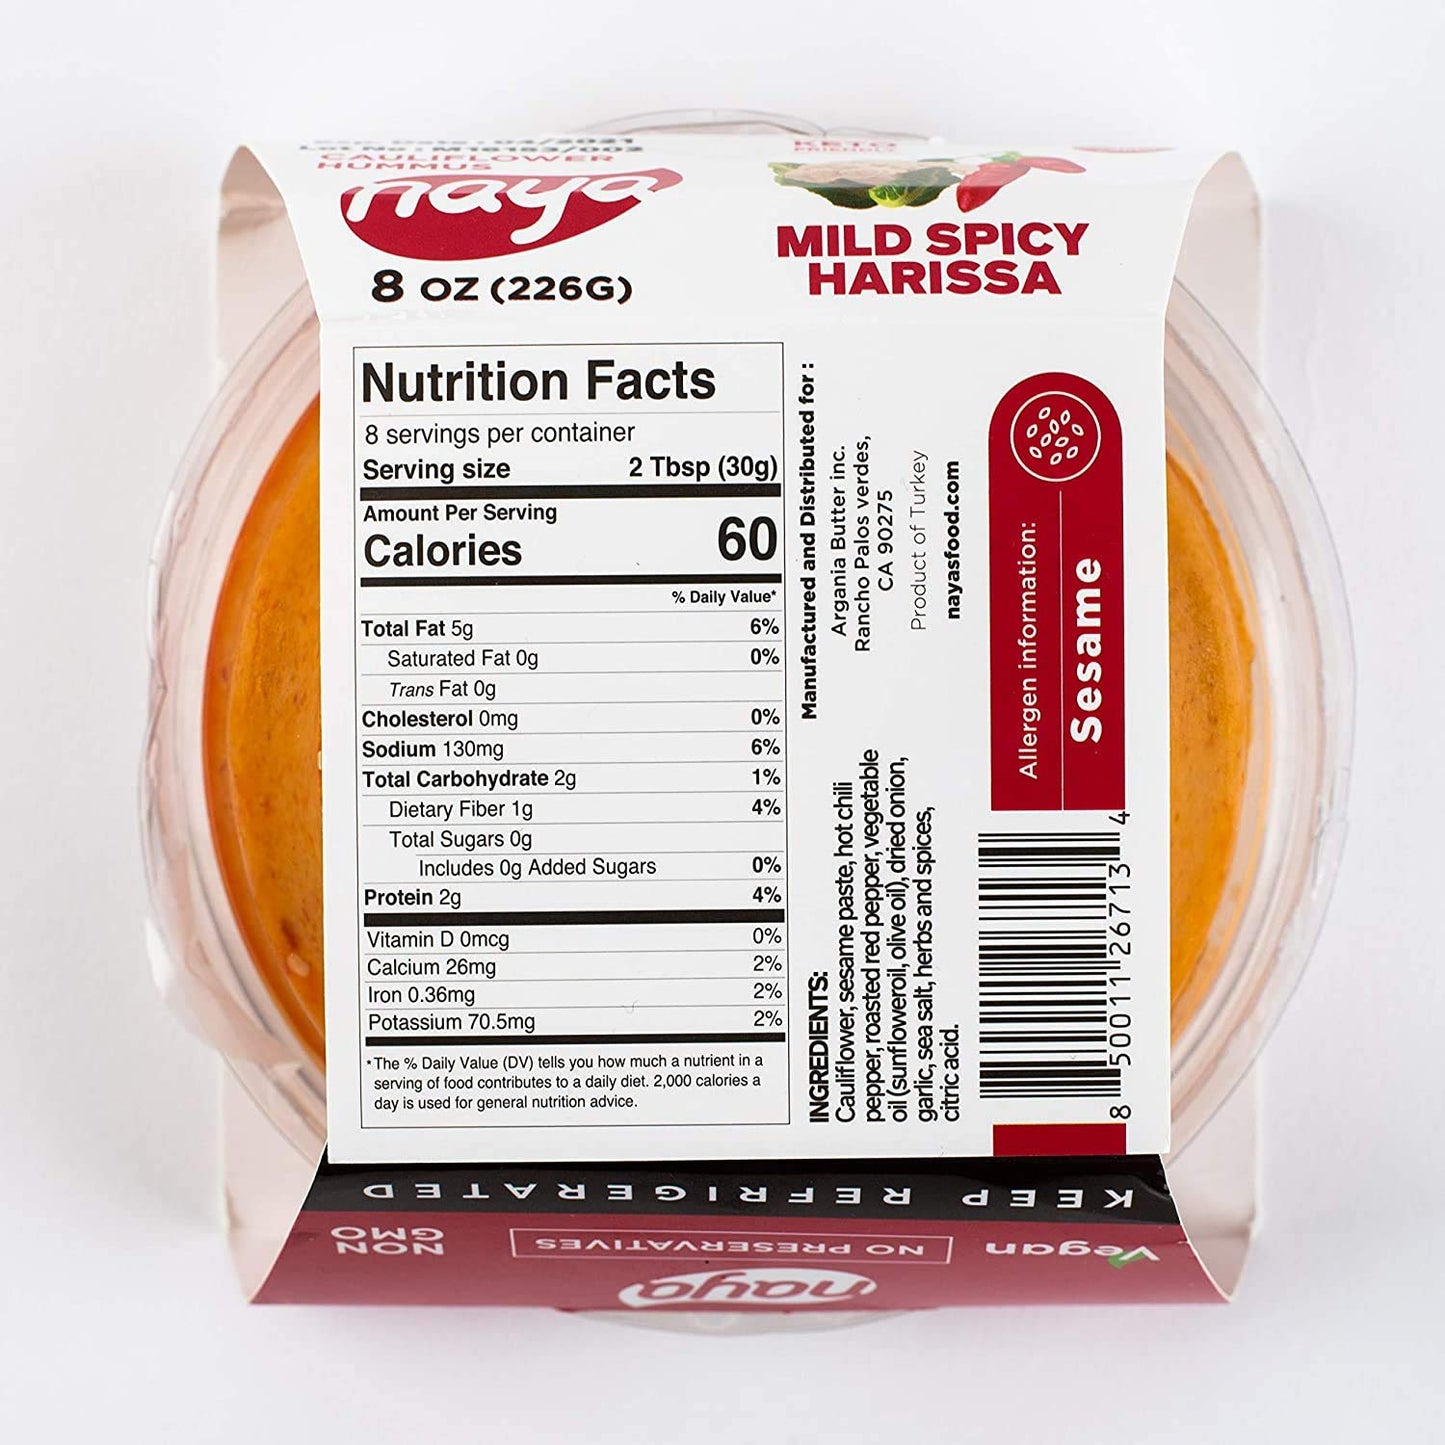 04/2021
CAULIFLOWER
HUMMUS
naya
8 OZ (226G)
KETO
MILD SPICY
HARISSA
Nutrition Facts
8 servings per container
Serving size 2 Tbsp (30g)
Amount Per Serving
Calories 60
% Daily Value*
Total Fat 5g 6%
Saturated Fat 0g 0%
Trans Fat 0g
Cholesterol 0mg 0%
Sodium 130mg 6%
Total Carbohydrate 2g 1%
Dietary Fiber 1g 4%
Total Sugars 0g
Includes 0g Added Sugars 0%
Protein 2g 4%
Vitamin D 0mcg 0%
Calcium 26mg 2%
Iron 0.36mg 2%
Potassium 70.5mg 2%
*The % Daily Value (DV) tells you how much a nutrient in a
serving of food contributes to a daily diet. 2,000 calories a
day is used for general nutrition advice.
Manufactured and Distributed for :
Argania Butter inc.
Rancho Palos verdes,
CA 90275
Product of Turkey
nayasfood.com
INGREDIENTS:
Cauliflower, sesame paste, hot chili
pepper, roasted red pepper, vegetable
oil (sunfloweroil, olive oil), dried onion,
garlic, sea salt, herbs and spices,
citric acid.
Allergen information:
Sesame
8 50011 26713 4
KEEP REFRIGERATED
Vegan
NO PRESERVATIVES
NON
GMO
naya